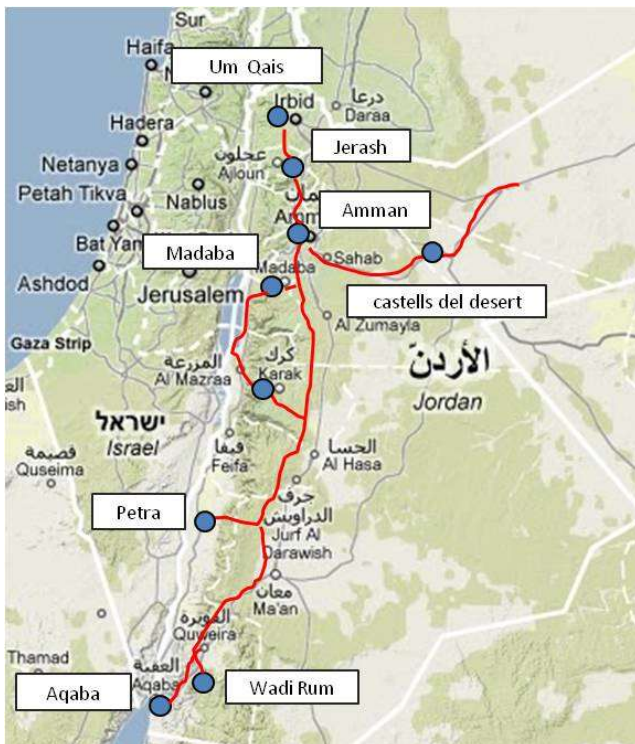 Sur
Haifa
Um Qais
Irbid
درعا
Daraa
Hadera
عجلون
Ajloun
Jerash
Netanya
Petah Tikva
Nablus
Amman
Bat Yam
Madaba
Sahab
Ashdod
Madaba
Jerusalem
castells del desert
Al Zumayla
Gaza Strip
المزرعة
Al Mazraa
كرك
Karak
الأردن
Jordan
ישראל
Israel
قصيمة
Quseima
فيفا
Feifa
الحسا
Al Hasa
Petra
جرف
الدراويش
Jurf Al
Darawish
معان
Ma'an
القويرة
Quweira
Thamad
العقبة
Aqaba
Aqaba
Wadi Rum